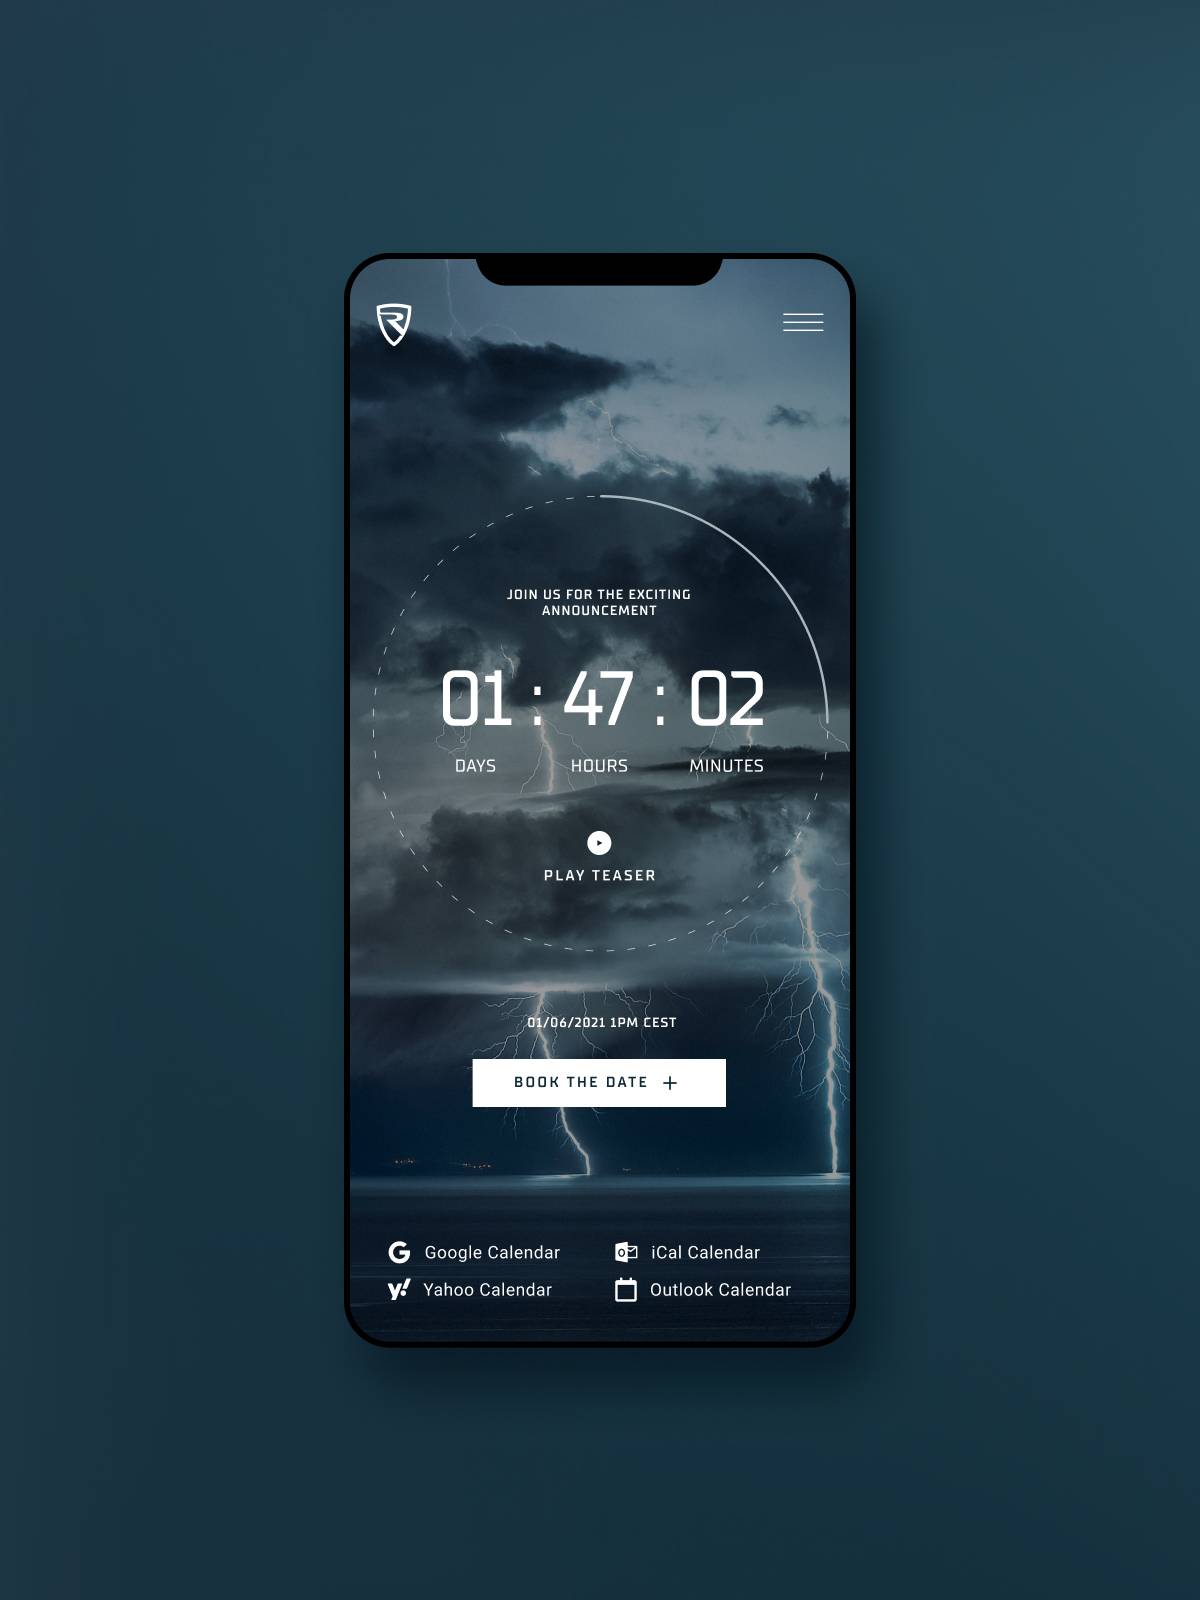 JOIN US FOR THE EXCITING
ANNOUNCEMENT
01 : 47 : 02
DAYS HOURS MINUTES
PLAY TEASER
01/06/2021 1PM CEST
BOOK THE DATE +
Google Calendar
iCal Calendar
Yahoo Calendar
Outlook Calendar